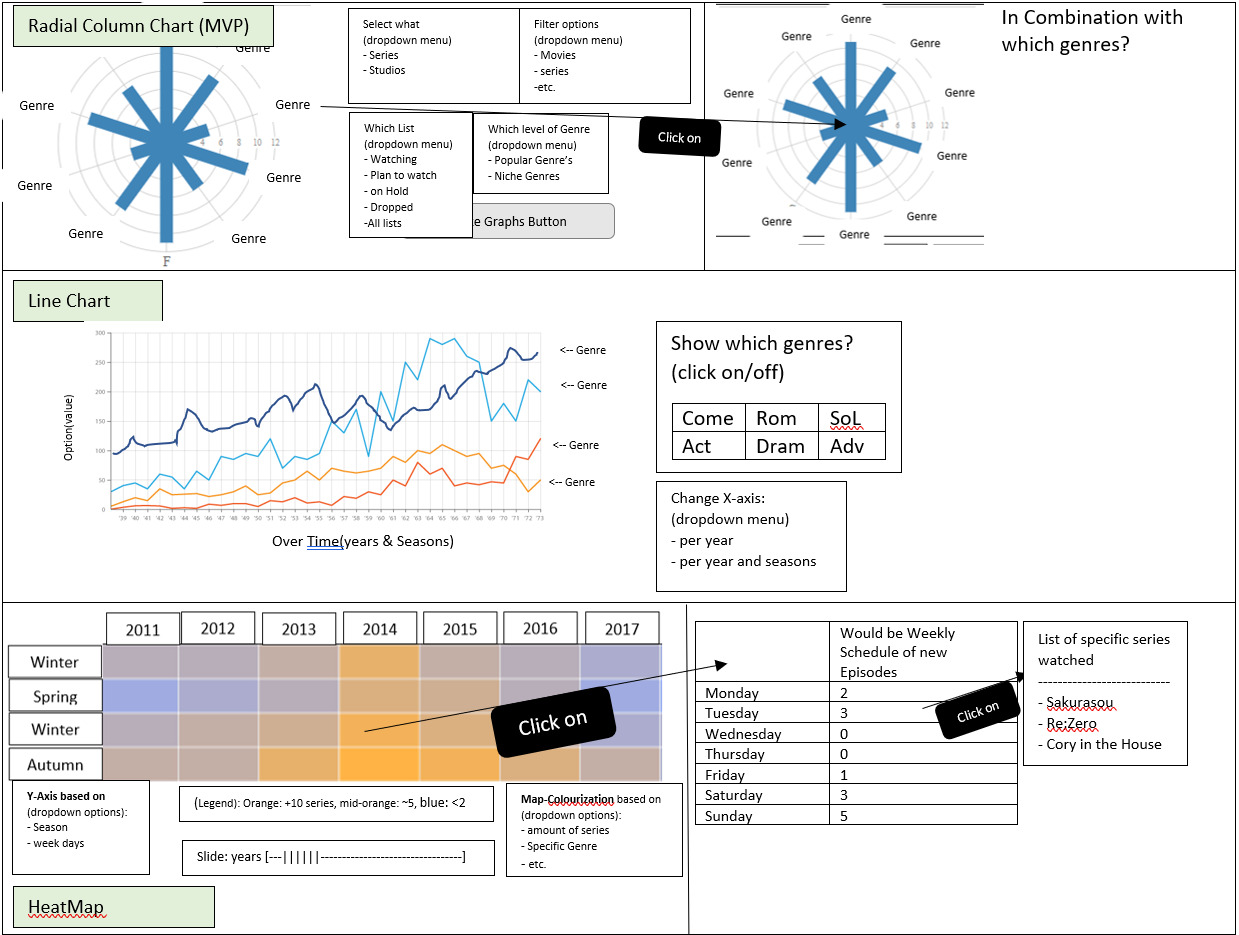 Radial Column Chart (MVP)
Genre
Genre
Genre
Genre
Genre
Genre
Genre
4 6 8 10 12
F
Select what
(dropdown menu)
- Series
- Studios
Filter options
(dropdown menu)
- Movies
- series
-etc.
Which List
(dropdown menu)
- Watching
- Plan to watch
- on Hold
- Dropped
-All lists
Which level of Genre
(dropdown menu)
- Popular Genre's
- Niche Genres
Graphs Button
Click on
Genre
Genre
Genre
Genre
Genre
Genre
Genre
Genre
Genre
Genre
4 6 8 10 12
In Combination with
which genres?
Line Chart
Option(value)
300
250
200
150
100
50
0
'39 '40 '41 '42 '43 '44 '45 '46 '47 '48 '49 '50 '51 '52 '53 '54 '55 '56 '57 '58 '59 '60 '61 '62 '63 '64 '65 '66 '67 '68 '69 '70 '71 '72 '73
Over Time(years & Seasons)
<-- Genre
<-- Genre
<-- Genre
<-- Genre
Show which genres?
(click on/off)
Come Rom SoL
Act Dram Adv
Change X-axis:
(dropdown menu)
- per year
- per year and seasons
2011 2012 2013 2014 2015 2016 2017
Winter
Spring
Winter
Autumn
Click on
Y-Axis based on
(dropdown options):
- Season
- week days
(Legend): Orange: +10 series, mid-orange: ~5, blue: <2
Slide: years [---||||||----------------------------------]
Map-Colourization based on
(dropdown options):
- amount of series
- Specific Genre
- etc.
HeatMap
Would be Weekly
Schedule of new
Episodes
Monday 2
Tuesday 3
Wednesday 0
Thursday 0
Friday 1
Saturday 3
Sunday 5
Click on
List of specific series
watched
--------------------------
- Sakurasou
- Re:Zero
- Cory in the House